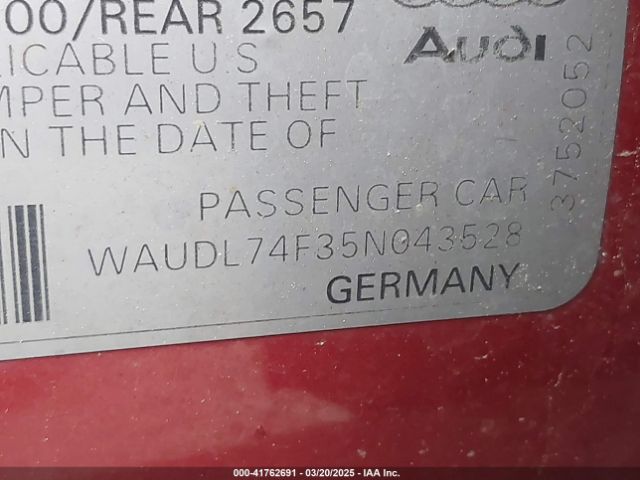 00/REAR 2657
LICABLE U.S
MPER AND THEFT
N THE DATE OF
Audi
3752052
PASSENGER CAR
WAUDL74F35N043528
GERMANY
000-41762691 - 03/20/2025 - IAA Inc.